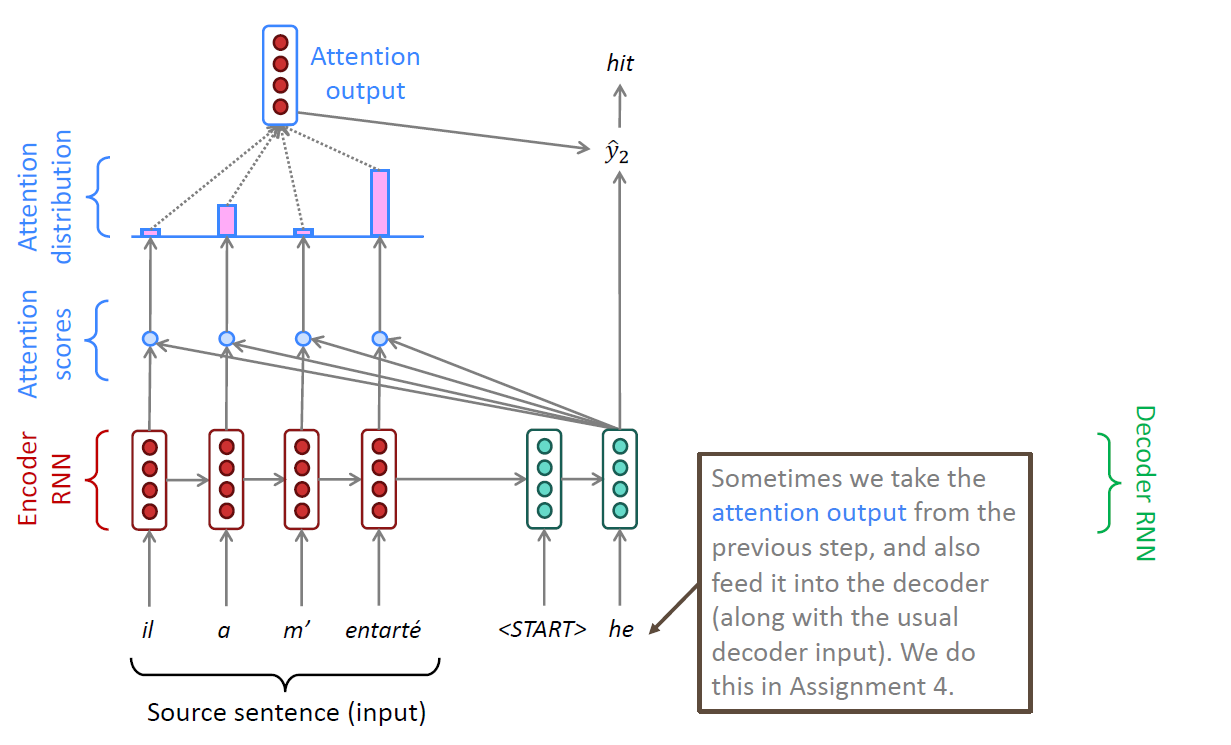 Attention
output
hit
ŷ₂
Attention
distribution
Attention
scores
Encoder
RNN
Decoder RNN
Sometimes we take the
attention output from the
previous step, and also
feed it into the decoder
(along with the usual
decoder input). We do
this in Assignment 4.
il a m’ entarté <START> he
Source sentence (input)